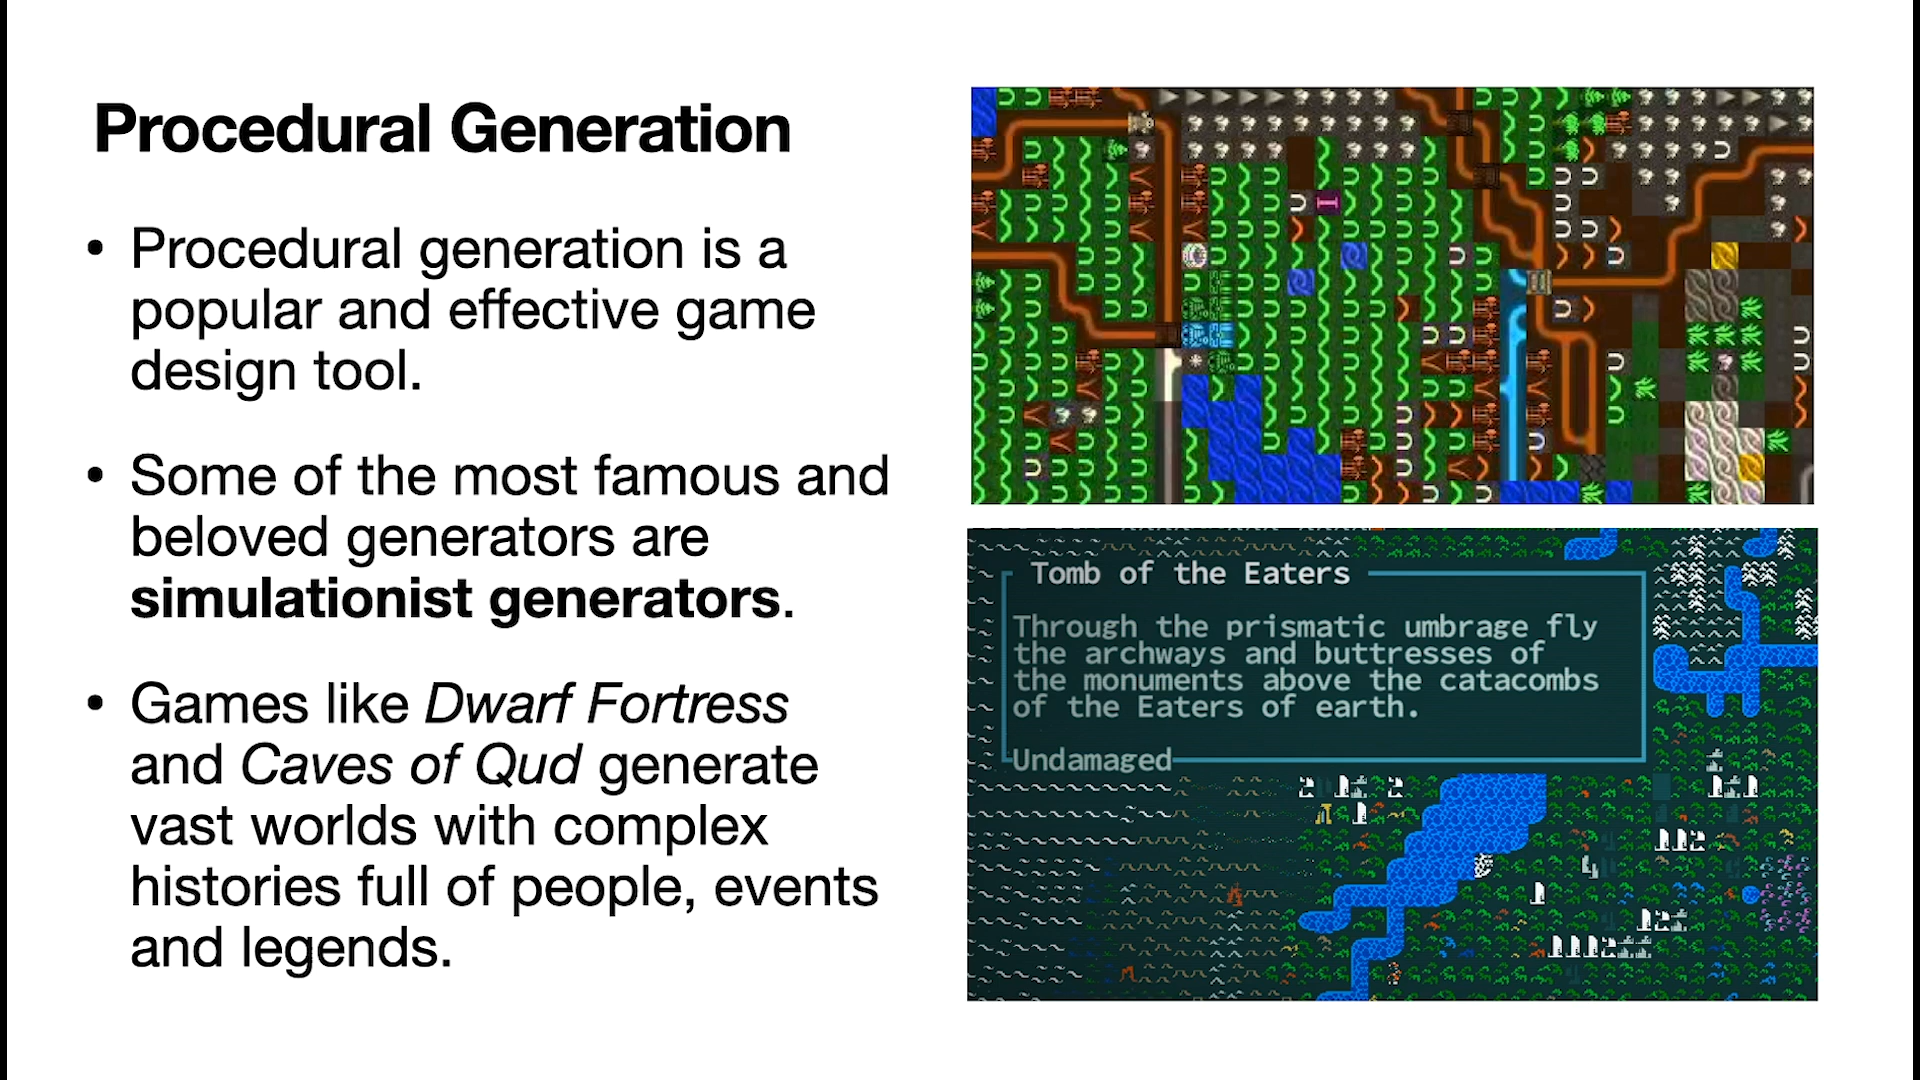 Procedural Generation
• Procedural generation is a
popular and effective game
design tool.
• Some of the most famous and
beloved generators are
simulationist generators.
• Games like Dwarf Fortress
and Caves of Qud generate
vast worlds with complex
histories full of people, events
and legends.
Tomb of the Eaters
Through the prismatic umbrage fly
the archways and buttresses of
the monuments above the catacombs
of the Eaters of earth.
Undamaged